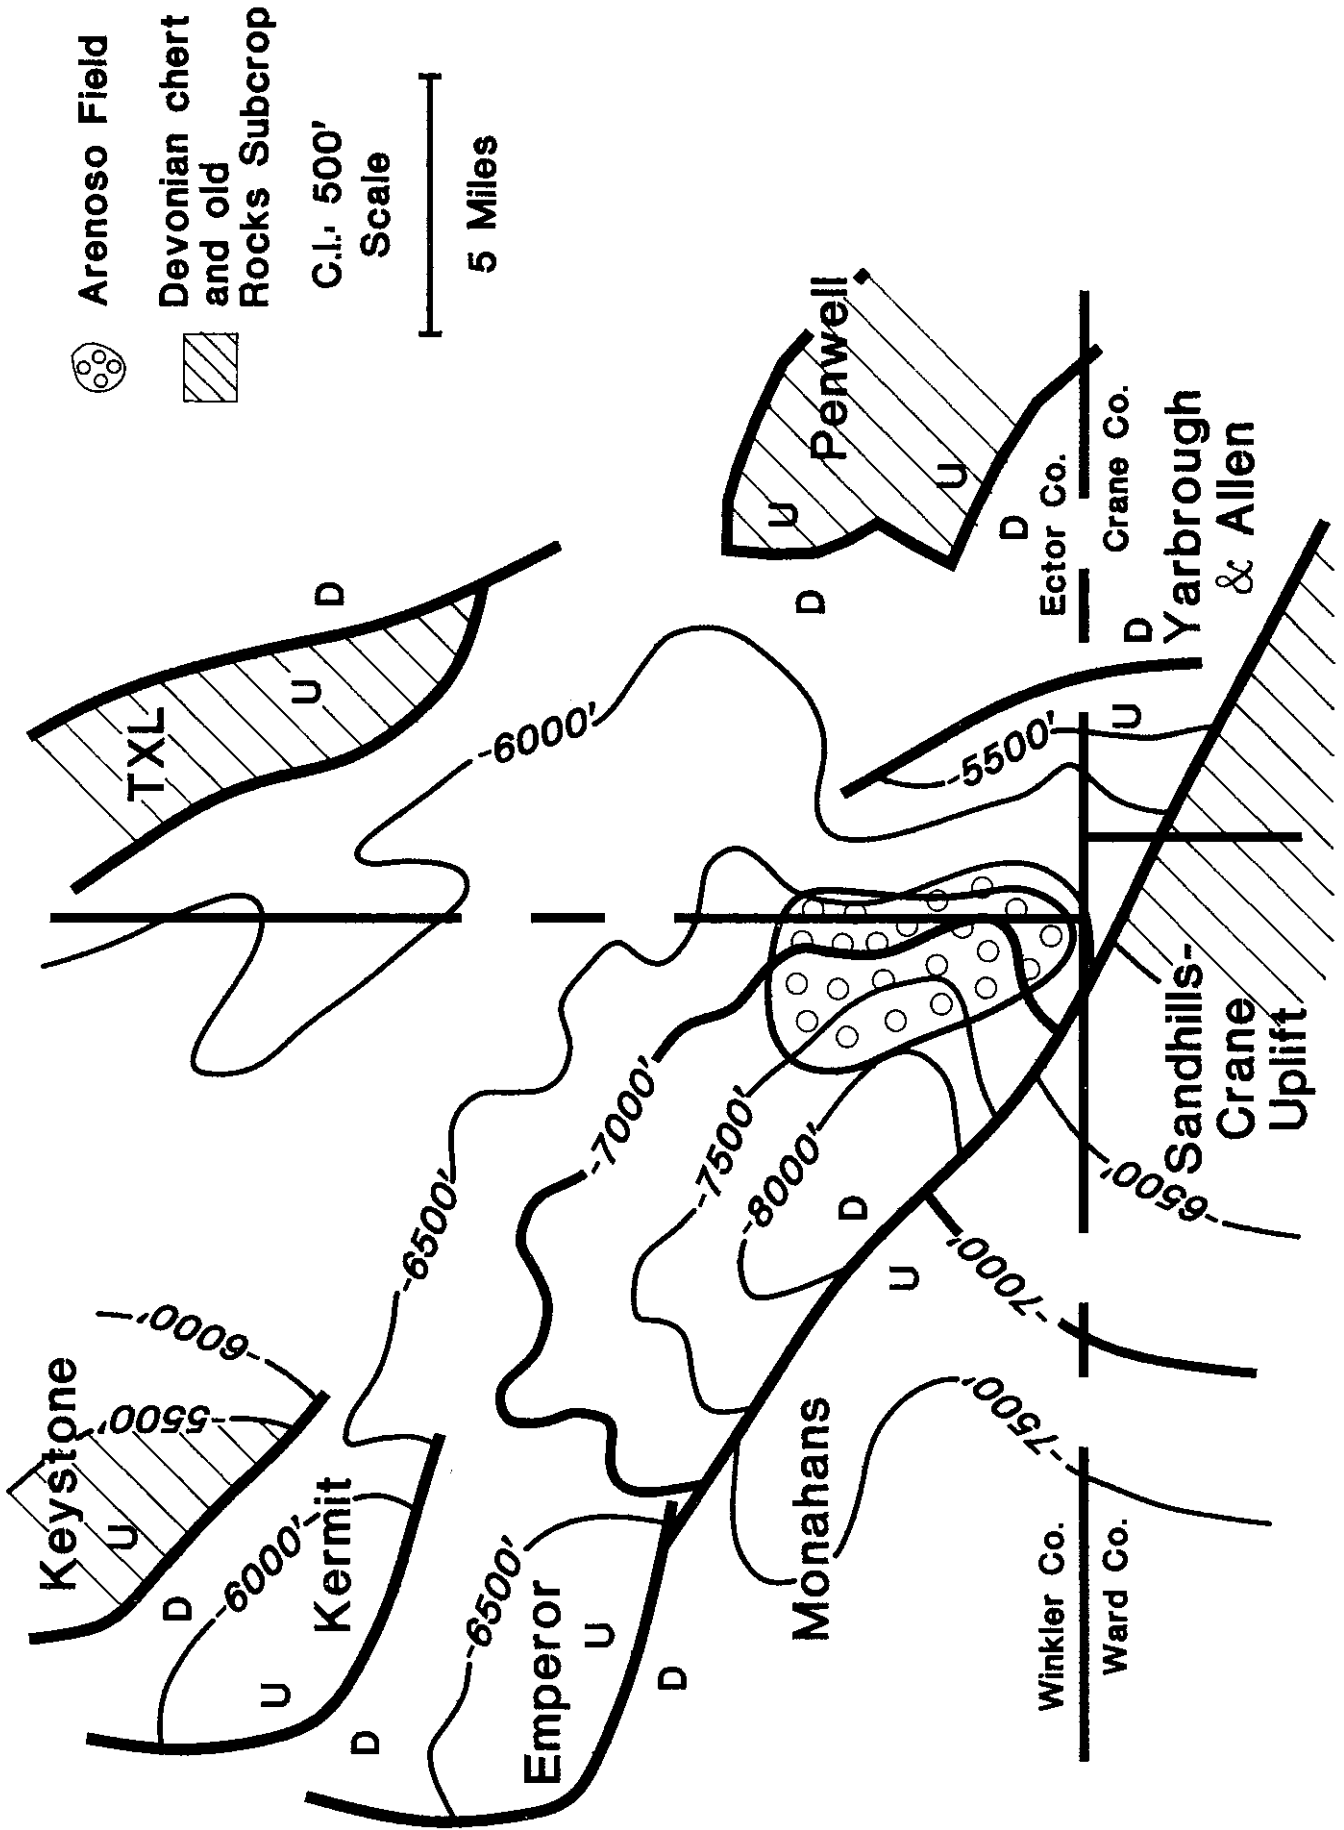 Arenoso Field
Devonian chert
and old
Rocks Subcrop
C.I.: 500'
Scale
5 Miles
Keystone
U
D
-5500'
-6000'
Kermit
-6000'
U
D
Emperor
-6500'
U
D
TXL
U
D
-6000'
-6500'
-7000'
-7500'
-8000'
D
U
Monahans
-7500'
-7000'
-6500'
Penwell
U
U
D
D
-5500'
U
D
Yarbrough
& Allen
Sandhills-
Crane
Uplift
Winkler Co.
Ward Co.
Ector Co.
Crane Co.